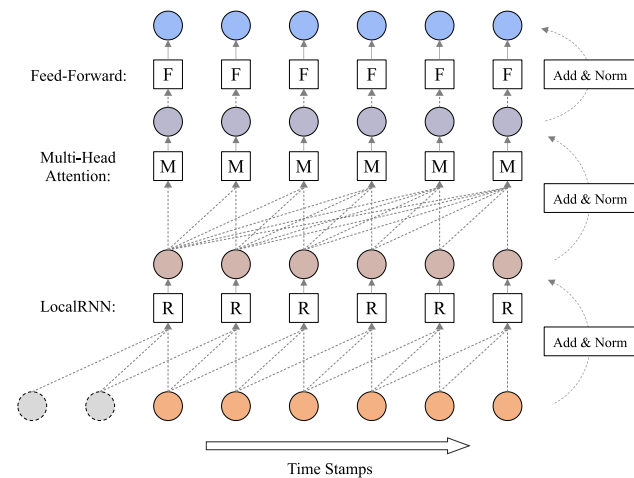 Feed-Forward: F F F F F F Add & Norm
Multi-Head
Attention: M M M M M M Add & Norm
LocalRNN: R R R R R R Add & Norm
Time Stamps